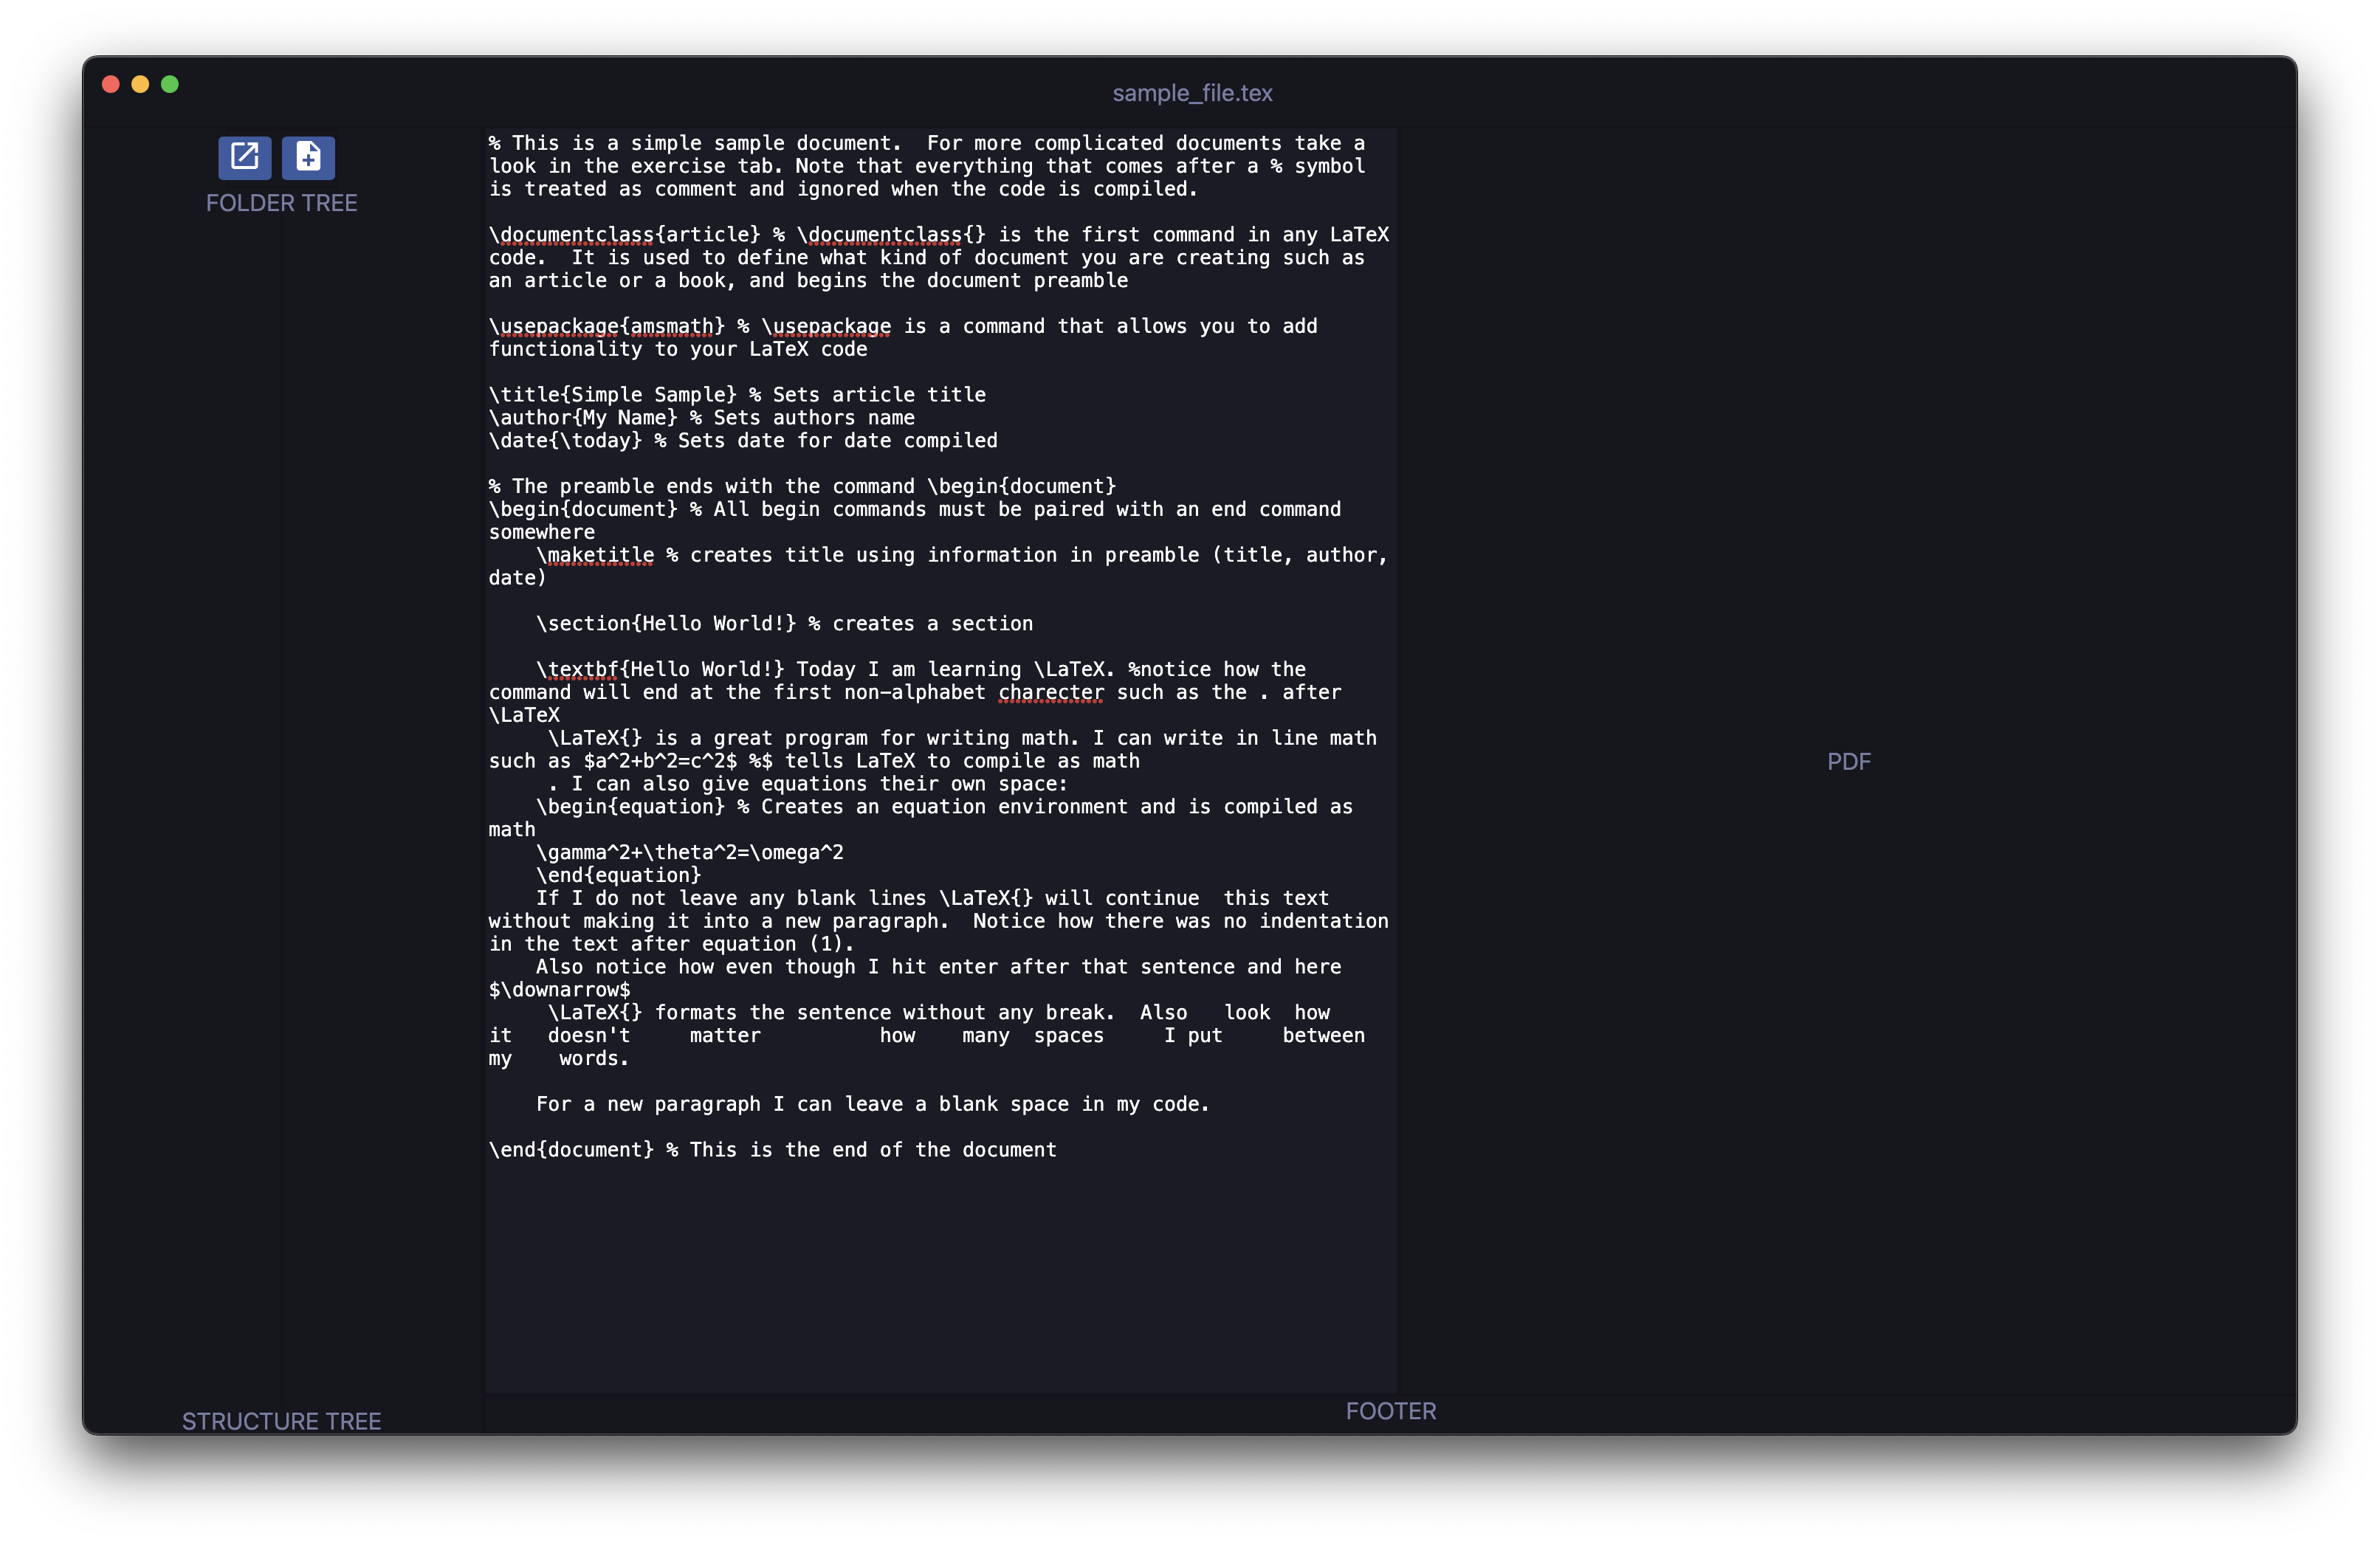 sample_file.tex
FOLDER TREE
% This is a simple sample document.  For more complicated documents take a
look in the exercise tab. Note that everything that comes after a % symbol
is treated as comment and ignored when the code is compiled.

\documentclass{article} % \documentclass{} is the first command in any LaTeX
code.  It is used to define what kind of document you are creating such as
an article or a book, and begins the document preamble

\usepackage{amsmath} % \usepackage is a command that allows you to add
functionality to your LaTeX code

\title{Simple Sample} % Sets article title
\author{My Name} % Sets authors name
\date{\today} % Sets date for date compiled

% The preamble ends with the command \begin{document}
\begin{document} % All begin commands must be paired with an end command
somewhere
    \maketitle % creates title using information in preamble (title, author,
date)

    \section{Hello World!} % creates a section

    \textbf{Hello World!} Today I am learning \LaTeX. %notice how the
command will end at the first non-alphabet charecter such as the . after
\LaTeX
     \LaTeX{} is a great program for writing math. I can write in line math
such as $a^2+b^2=c^2$ %$ tells LaTeX to compile as math
     . I can also give equations their own space:
    \begin{equation} % Creates an equation environment and is compiled as
math
    \gamma^2+\theta^2=\omega^2
    \end{equation}
    If I do not leave any blank lines \LaTeX{} will continue  this text
without making it into a new paragraph.  Notice how there was no indentation
in the text after equation (1).
    Also notice how even though I hit enter after that sentence and here
$\downarrow$
     \LaTeX{} formats the sentence without any break.  Also   look  how
it   doesn't     matter          how    many  spaces     I put     between
my    words.

    For a new paragraph I can leave a blank space in my code.

\end{document} % This is the end of the document
PDF
STRUCTURE TREE
FOOTER